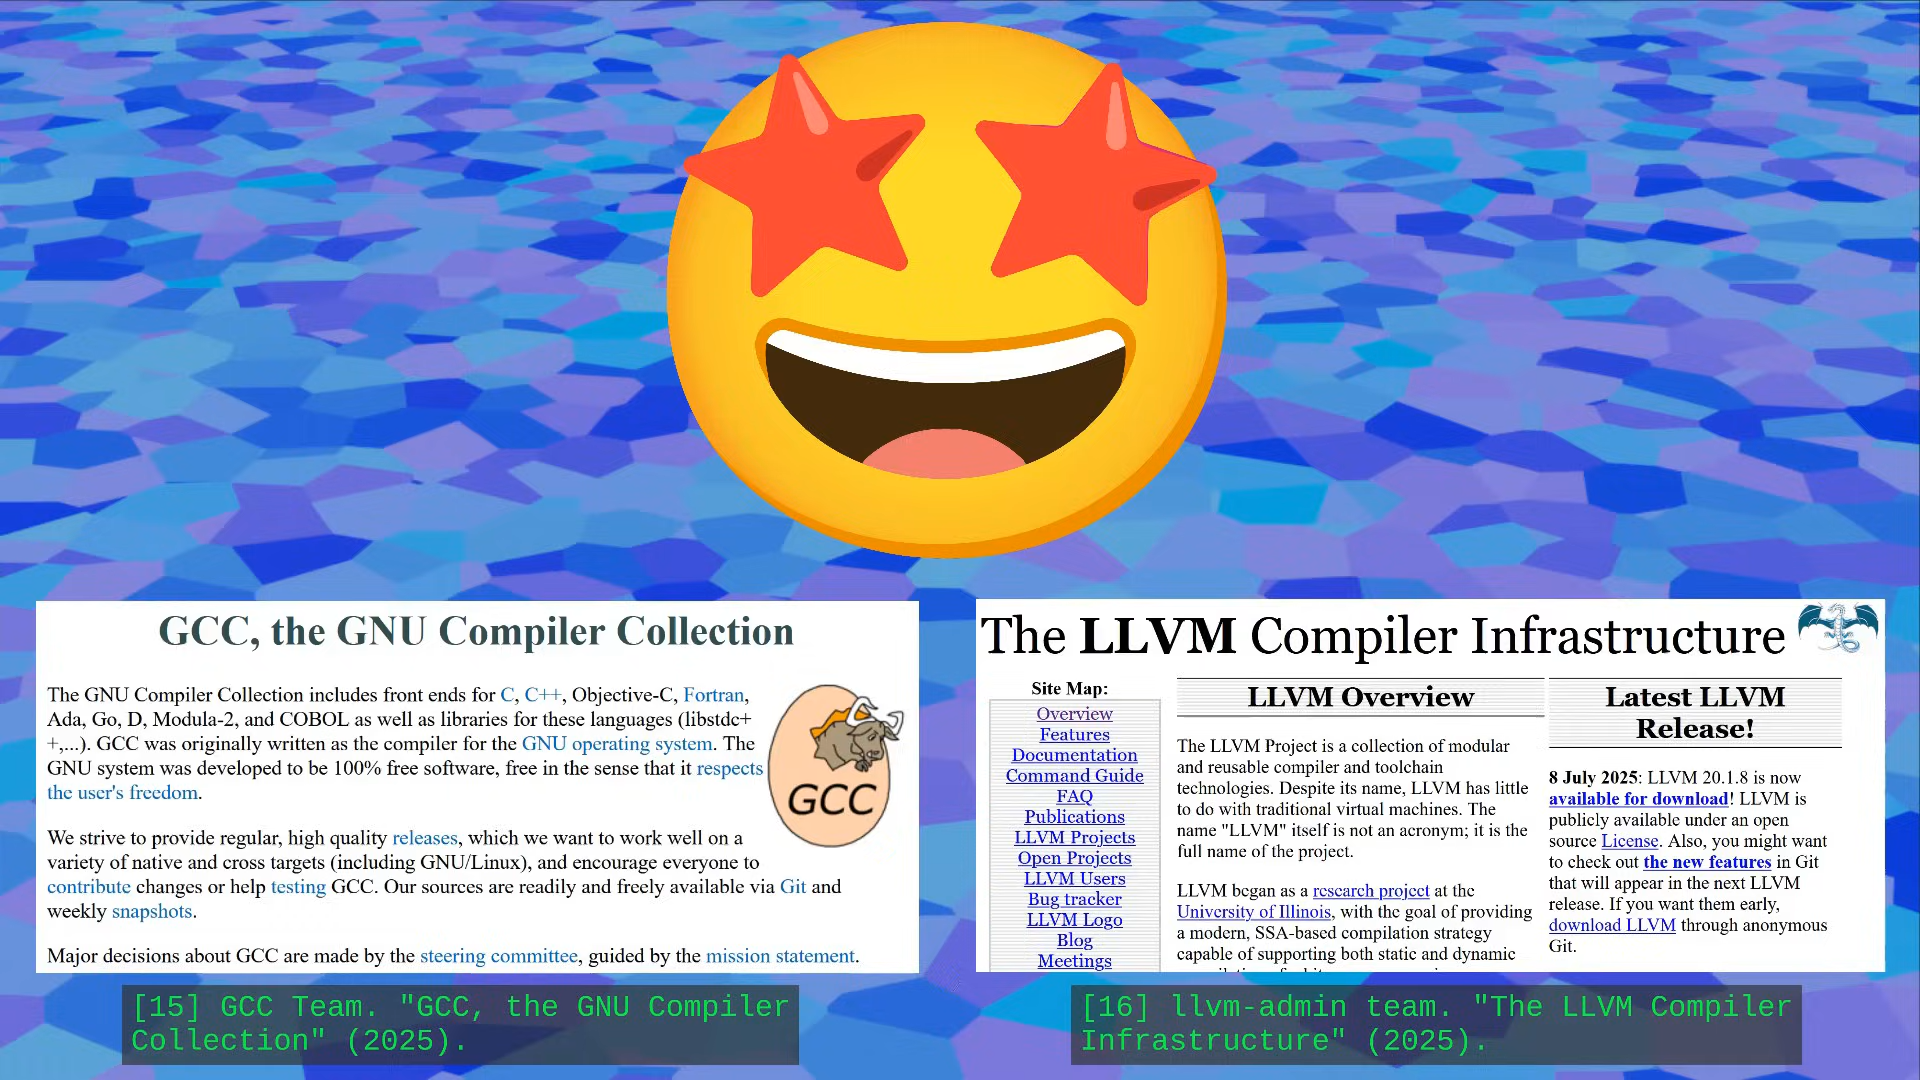 GCC, the GNU Compiler Collection
The GNU Compiler Collection includes front ends for C, C++, Objective-C, Fortran,
Ada, Go, D, Modula-2, and COBOL as well as libraries for these languages (libstdc+
+,...). GCC was originally written as the compiler for the GNU operating system. The
GNU system was developed to be 100% free software, free in the sense that it respects
the user's freedom.
GCC
We strive to provide regular, high quality releases, which we want to work well on a
variety of native and cross targets (including GNU/Linux), and encourage everyone to
contribute changes or help testing GCC. Our sources are readily and freely available via Git and
weekly snapshots.
Major decisions about GCC are made by the steering committee, guided by the mission statement.
[15] GCC Team. "GCC, the GNU Compiler
Collection" (2025).
The LLVM Compiler Infrastructure
Site Map:
Overview
Features
Documentation
Command Guide
FAQ
Publications
LLVM Projects
Open Projects
LLVM Users
Bug tracker
LLVM Logo
Blog
Meetings
LLVM Overview
The LLVM Project is a collection of modular
and reusable compiler and toolchain
technologies. Despite its name, LLVM has little
to do with traditional virtual machines. The
name "LLVM" itself is not an acronym; it is the
full name of the project.
LLVM began as a research project at the
University of Illinois, with the goal of providing
a modern, SSA-based compilation strategy
capable of supporting both static and dynamic
Latest LLVM
Release!
8 July 2025: LLVM 20.1.8 is now
available for download! LLVM is
publicly available under an open
source License. Also, you might want
to check out the new features in Git
that will appear in the next LLVM
release. If you want them early,
download LLVM through anonymous
Git.
[16] llvm-admin team. "The LLVM Compiler
Infrastructure" (2025).